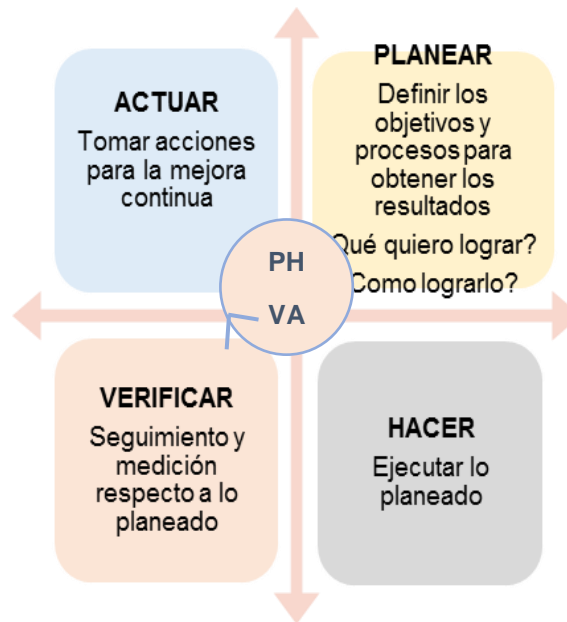 ACTUAR
Tomar acciones
para la mejora
continua
PLANEAR
Definir los
objetivos y
procesos para
obtener los
resultados
Qué quiero lograr?
Como lograrlo?
PH
VA
VERIFICAR
Seguimiento y
medición
respecto a lo
planeado
HACER
Ejecutar lo
planeado